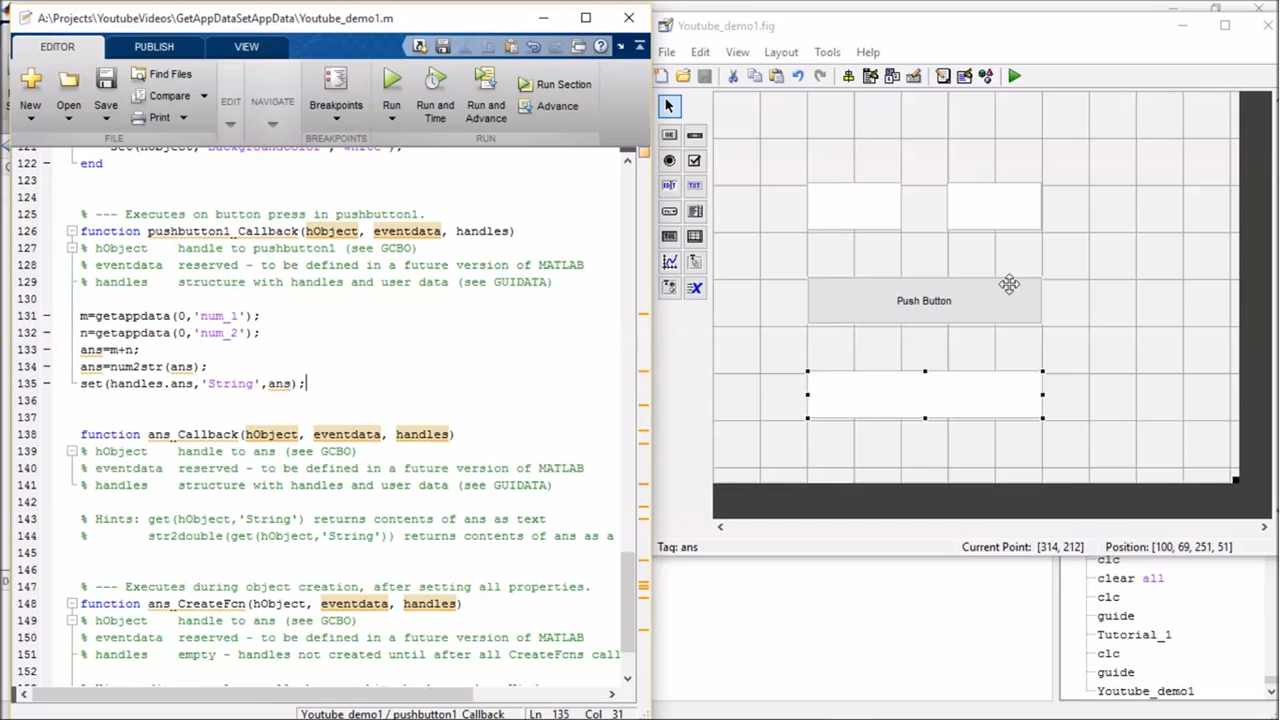 A:\Projects\YoutubeVideos\GetAppDataSetAppData\Youtube_demo1.m
EDITOR
PUBLISH
VIEW
New
Open
Save
Find Files
Compare
Print
FILE
EDIT
NAVIGATE
Breakpoints
BREAKPOINTS
Run
Run and
Time
Run and
Advance
Run Section
Advance
RUN
121
122 end
123
124
125 % --- Executes on button press in pushbutton1.
126 function pushbutton1_Callback(hObject, eventdata, handles)
127 % hObject    handle to pushbutton1 (see GCBO)
128 % eventdata  reserved - to be defined in a future version of MATLAB
129 % handles    structure with handles and user data (see GUIDATA)
130
131 m=getappdata(0,'num_1');
132 n=getappdata(0,'num_2');
133 ans=m+n;
134 ans=num2str(ans);
135 set(handles.ans,'String',ans);
136
137
138 function ans_Callback(hObject, eventdata, handles)
139 % hObject    handle to ans (see GCBO)
140 % eventdata  reserved - to be defined in a future version of MATLAB
141 % handles    structure with handles and user data (see GUIDATA)
142
143 % Hints: get(hObject,'String') returns contents of ans as text
144 %        str2double(get(hObject,'String')) returns contents of ans as a
145
146
147 % --- Executes during object creation, after setting all properties.
148 function ans_CreateFcn(hObject, eventdata, handles)
149 % hObject    handle to ans (see GCBO)
150 % eventdata  reserved - to be defined in a future version of MATLAB
151 % handles    empty - handles not created until after all CreateFcns call
152
Youtube_demo1 / pushbutton1_Callback
Ln 135 Col 31
Youtube_demo1.fig
File Edit View Layout Tools Help
Push Button
Tag: ans
Current Point: [314, 212]
Position: [100, 69, 251, 51]
clc
clear all
clc
guide
Tutorial_1
clc
guide
Youtube_demo1